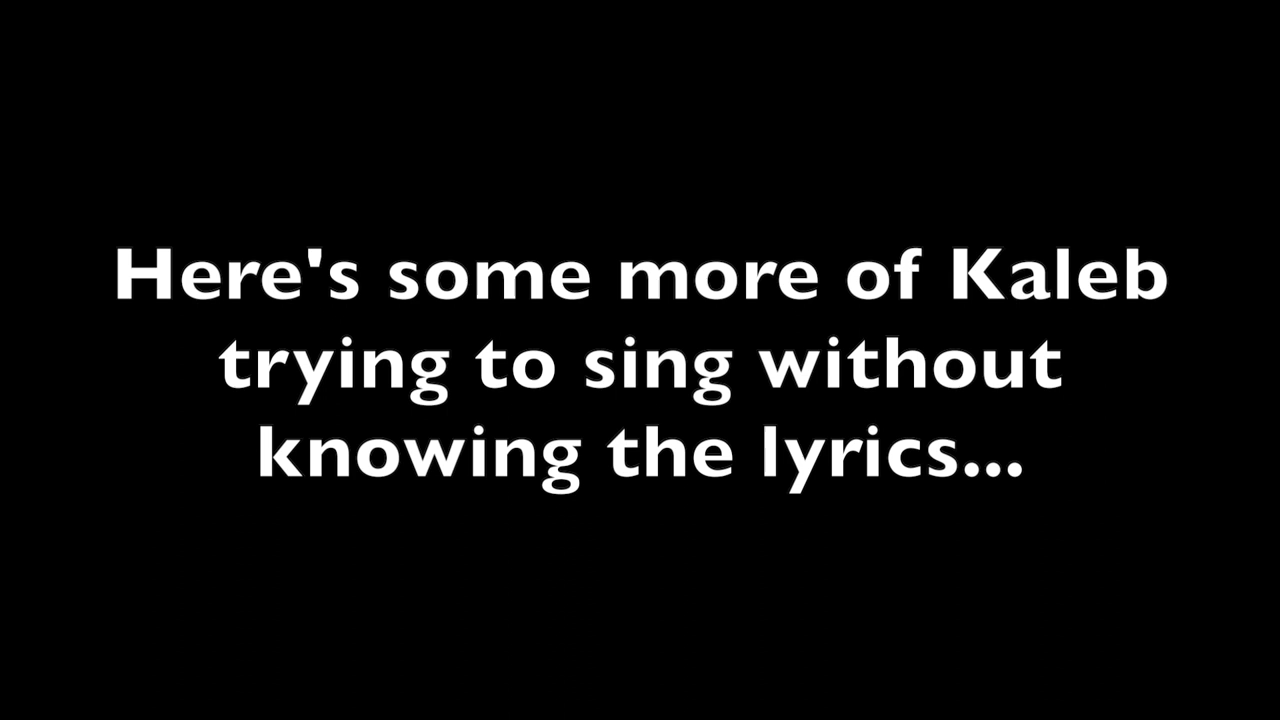 Here's some more of Kaleb
trying to sing without
knowing the lyrics...